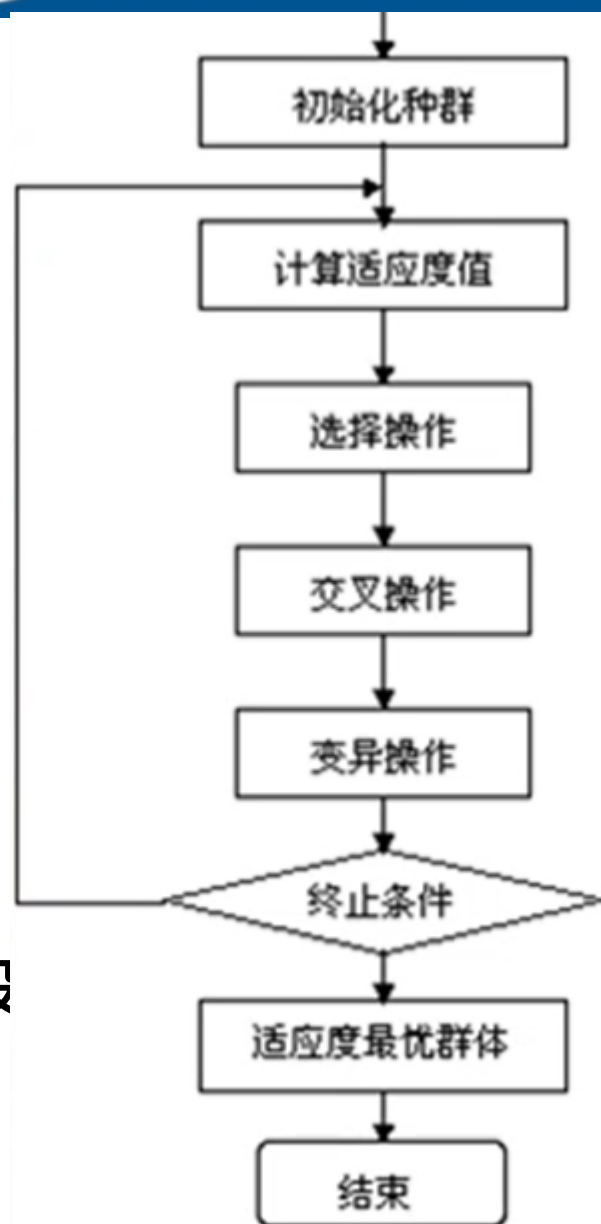 初始化种群
计算适应度值
选择操作
交叉操作
变异操作
终止条件
适应度最优群体
结束